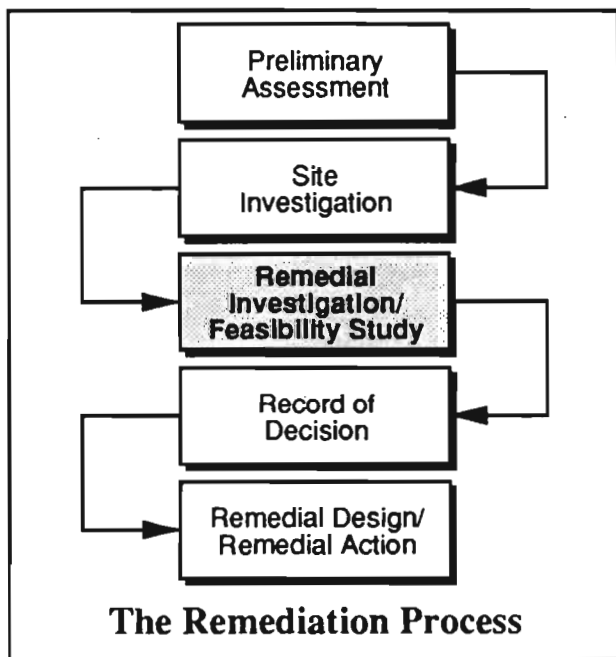 Preliminary
Assessment
Site
Investigation
Remedial
Investigation/
Feasibility Study
Record of
Decision
Remedial Design/
Remedial Action
The Remediation Process